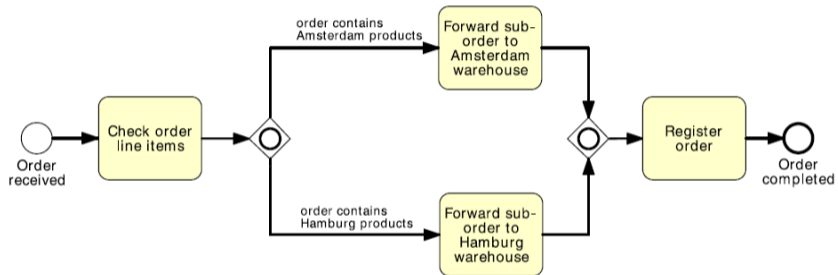 order contains
Amsterdam products
Forward sub-
order to
Amsterdam
warehouse
Order
received
Check order
line items
Register
order
Order
completed
order contains
Hamburg products
Forward sub-
order to
Hamburg
warehouse